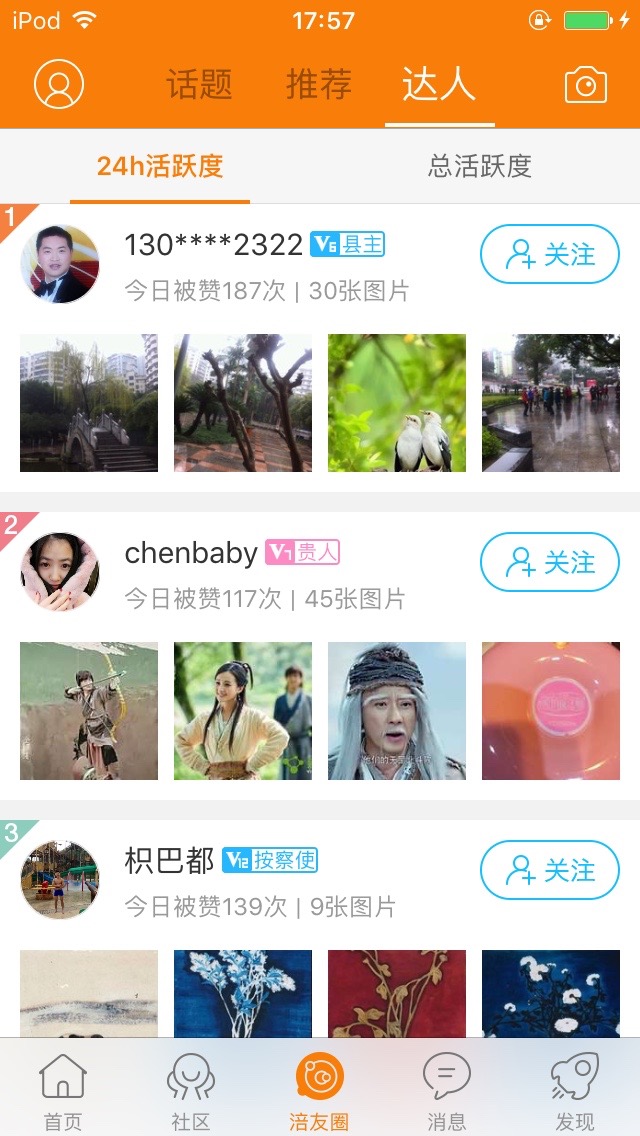 iPod 17:57
话题 推荐 达人
24h活跃度 总活跃度
1
130****2322 V6 县主
关注
今日被赞187次 | 30张图片
2
chenbaby V7 贵人
关注
今日被赞117次 | 45张图片
3
枳巴都 V12 按察使
关注
今日被赞139次 | 9张图片
首页 社区 涪友圈 消息 发现